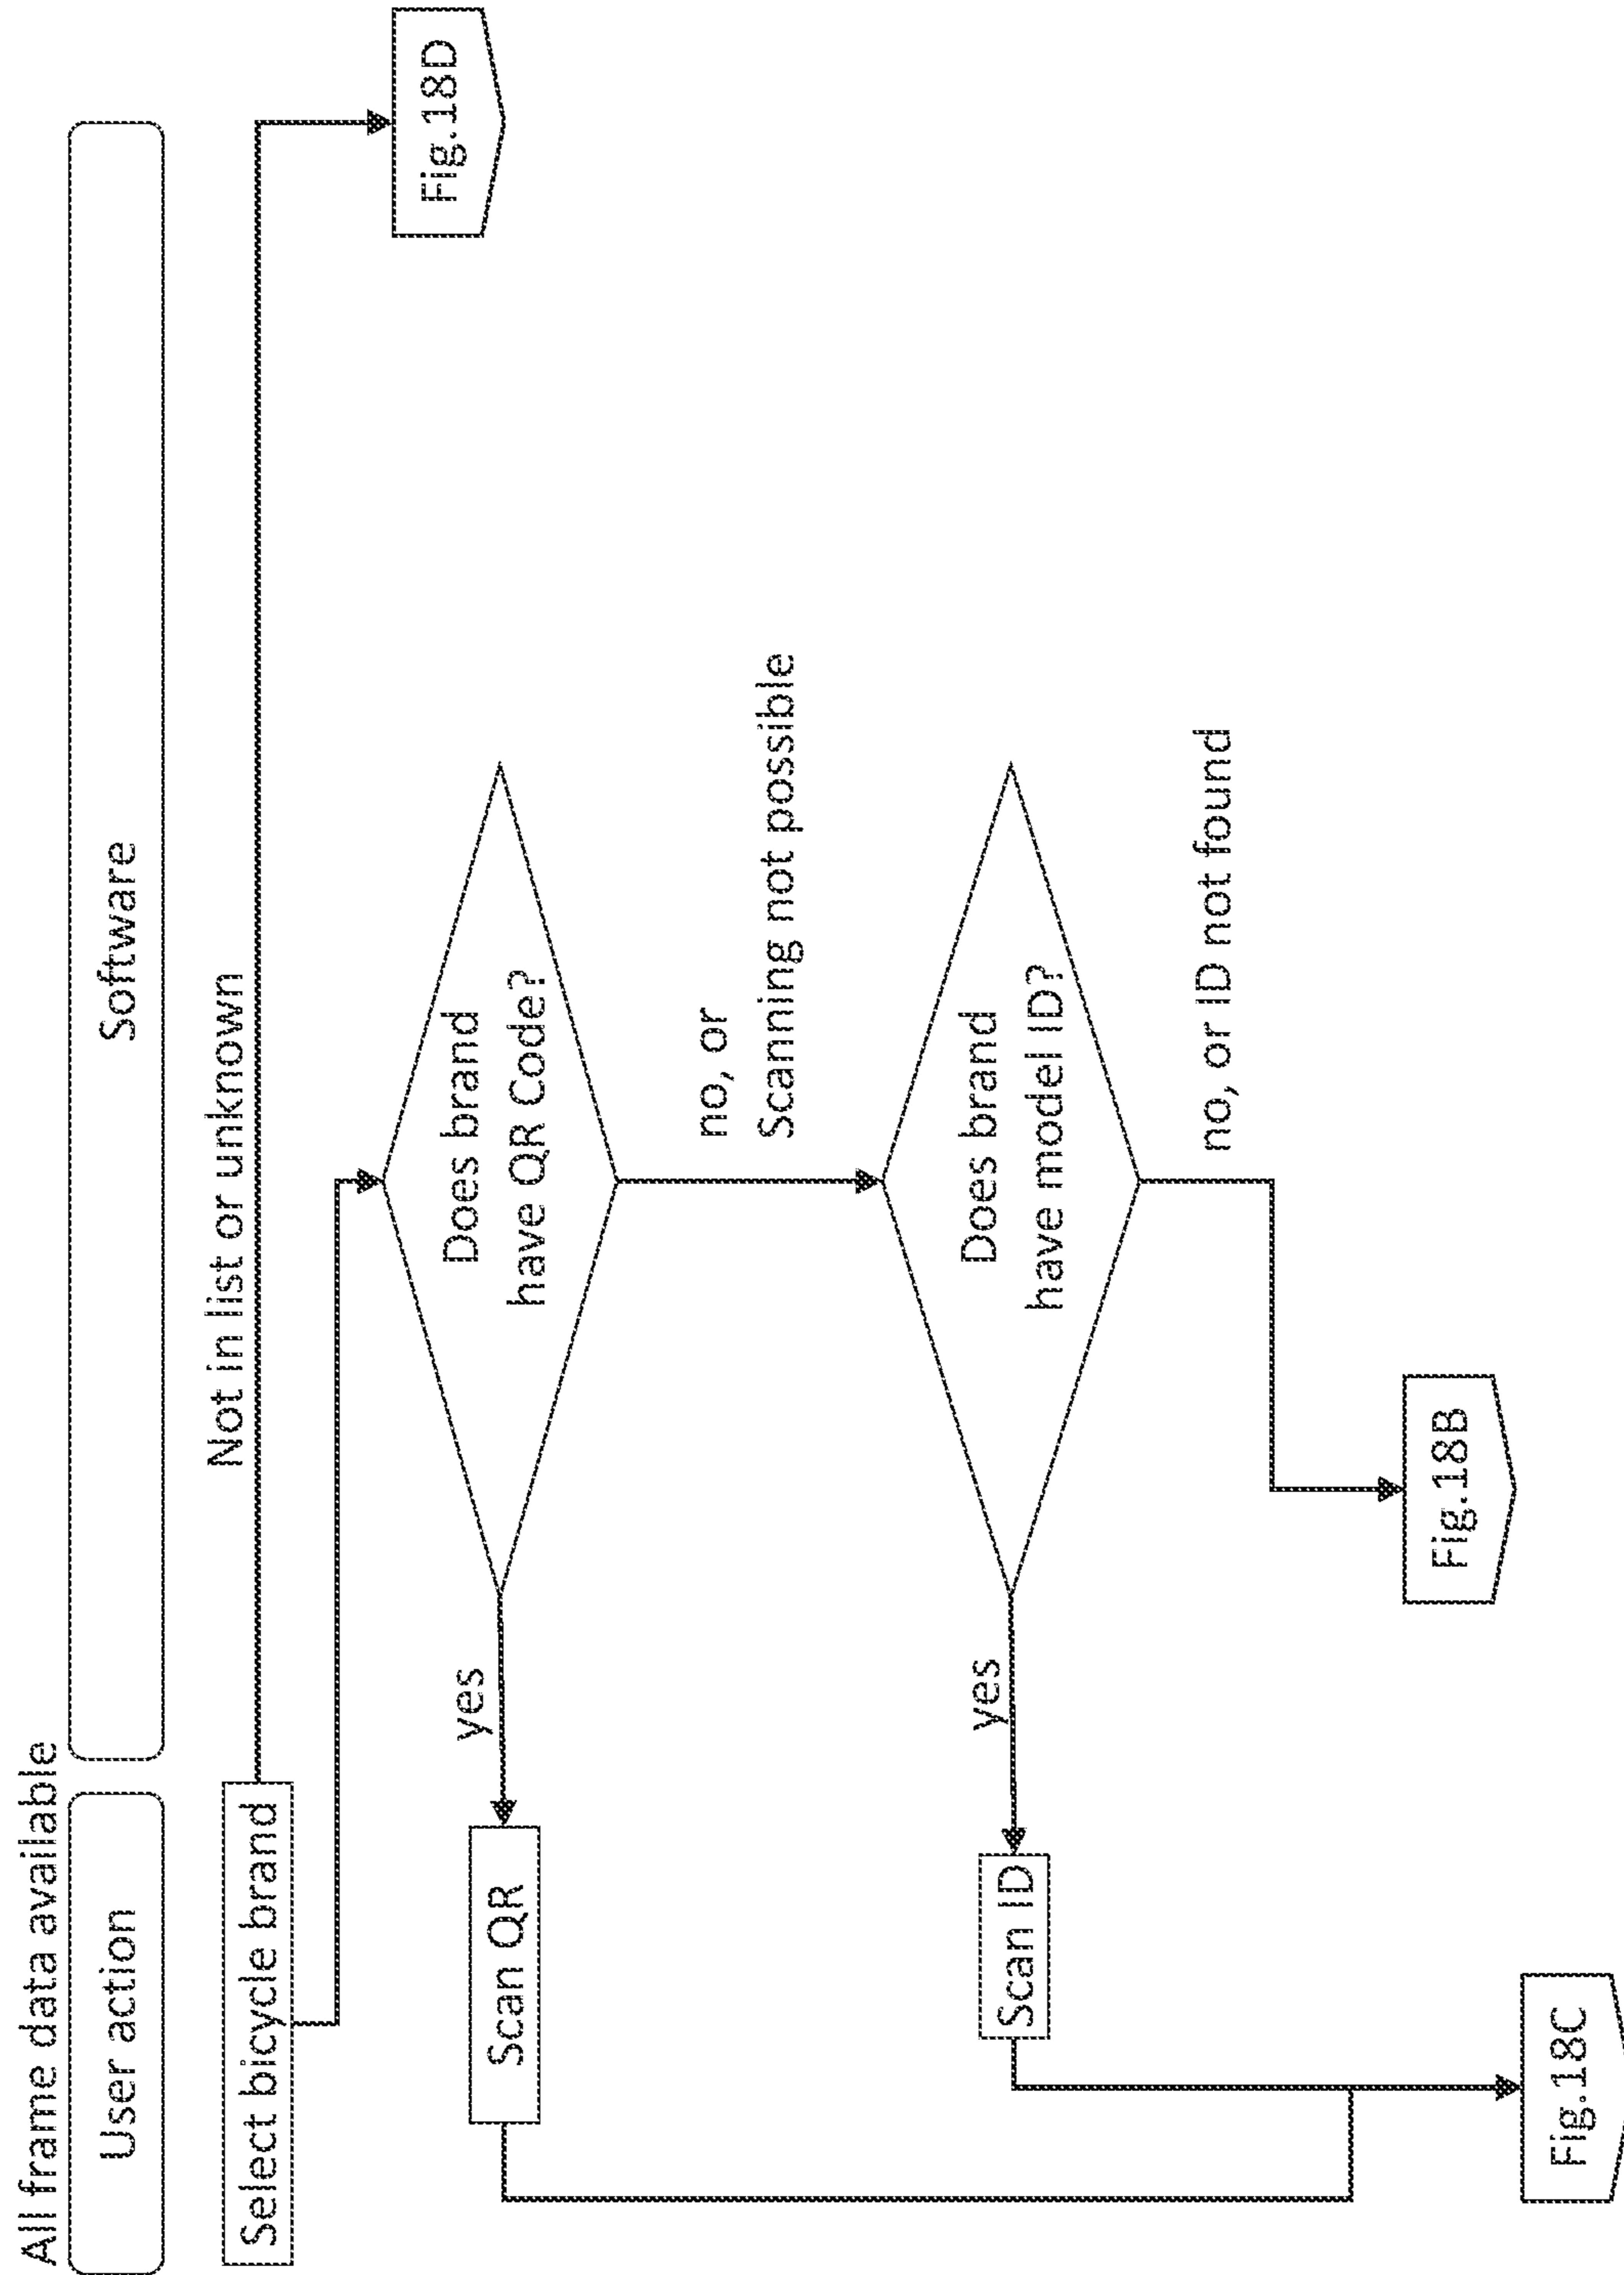 All frame data available
User action
Software
Not in list or unknown
Select bicycle brand
Fig.18D
Does brand
have QR Code?
yes
Scan QR
no, or
Scanning not possible
Does brand
have model ID?
yes
Scan ID
no, or ID not found
Fig.18B
Fig.18C